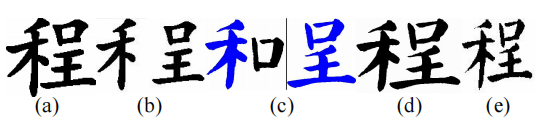 程 禾 呈 和 呈 程 程
(a) (b) (c) (d) (e)